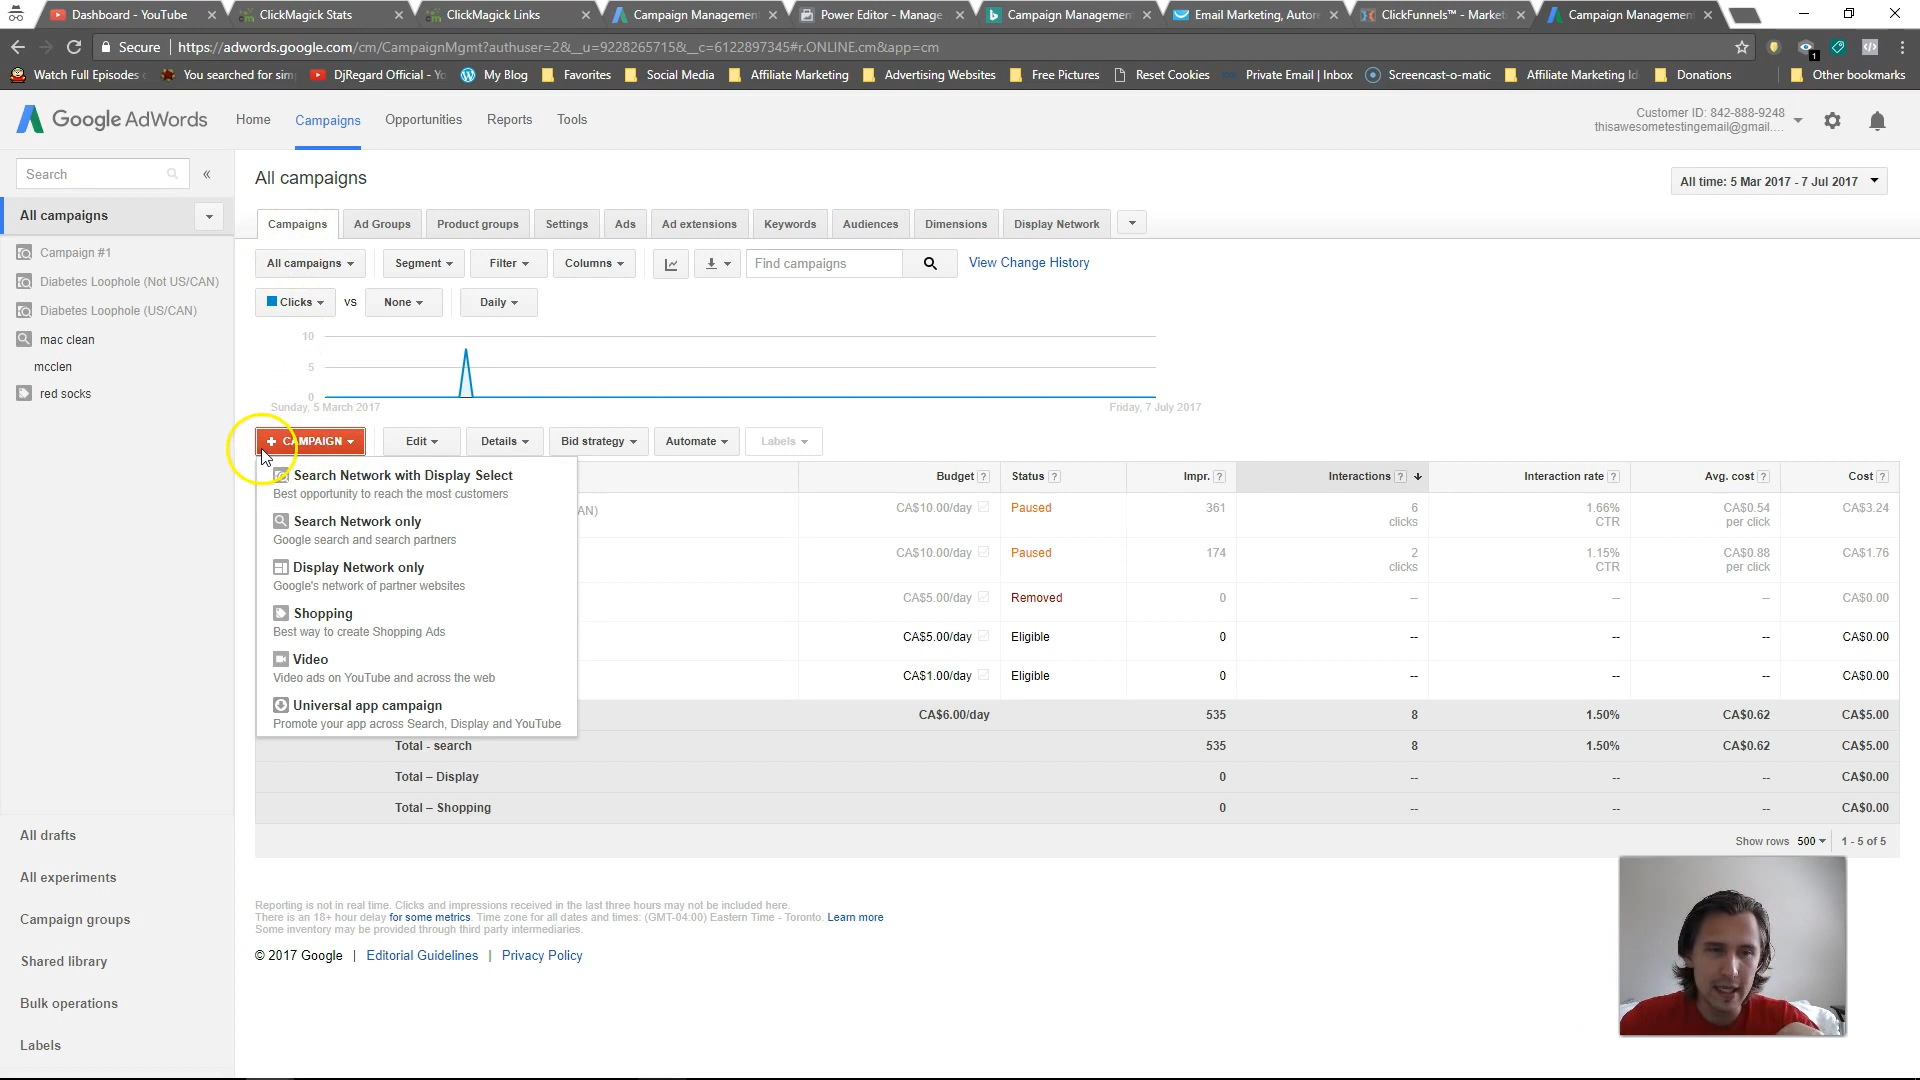 Dashboard - YouTube
ClickMagick Stats
ClickMagick Links
Campaign Managemen
Power Editor - Manage
Campaign Managemen
Email Marketing, Autor
ClickFunnels™ - Market
Campaign Managemen
Secure
https://adwords.google.com/cm/CampaignMgmt?authuser=2&__u=9228265715&__c=6122897345#r.ONLINE.cm&app=cm
Watch Full Episodes
You searched for sim
DjRegard Official - Yo
My Blog
Favorites
Social Media
Affiliate Marketing
Advertising Websites
Free Pictures
Reset Cookies
Private Email | Inbox
Screencast-o-matic
Affiliate Marketing Id
Donations
Other bookmarks
Google AdWords
Home
Campaigns
Opportunities
Reports
Tools
Customer ID: 842-888-9248
thisawesometestingemail@gmail....
Search
«
All campaigns
All time: 5 Mar 2017 - 7 Jul 2017
All campaigns
Campaign #1
Diabetes Loophole (Not US/CAN)
Diabetes Loophole (US/CAN)
mac clean
mcclen
red socks
Campaigns
Ad Groups
Product groups
Settings
Ads
Ad extensions
Keywords
Audiences
Dimensions
Display Network
All campaigns
Segment
Filter
Columns
Find campaigns
View Change History
Clicks
vs
None
Daily
10
5
0
Sunday, 5 March 2017
Friday, 7 July 2017
+ CAMPAIGN
Edit
Details
Bid strategy
Automate
Labels
Search Network with Display Select
Best opportunity to reach the most customers
Search Network only
Google search and search partners
Display Network only
Google's network of partner websites
Shopping
Best way to create Shopping Ads
Video
Video ads on YouTube and across the web
Universal app campaign
Promote your app across Search, Display and YouTube
Budget ? Status ? Impr. ? Interactions ? Interaction rate ? Avg. cost ? Cost ?
AN) CA$10.00/day Paused 361 6 clicks 1.66% CTR CA$0.54 per click CA$3.24
CA$10.00/day Paused 174 2 clicks 1.15% CTR CA$0.88 per click CA$1.76
CA$5.00/day Removed 0 -- -- -- CA$0.00
CA$5.00/day Eligible 0 -- -- -- CA$0.00
CA$1.00/day Eligible 0 -- -- -- CA$0.00
CA$6.00/day 535 8 1.50% CA$0.62 CA$5.00
Total - search 535 8 1.50% CA$0.62 CA$5.00
Total – Display 0 -- -- -- CA$0.00
Total – Shopping 0 -- -- -- CA$0.00
Show rows 500 1 - 5 of 5
All drafts
All experiments
Campaign groups
Shared library
Bulk operations
Labels
Reporting is not in real time. Clicks and impressions received in the last three hours may not be included here.
There is an 18+ hour delay for some metrics. Time zone for all dates and times: (GMT-04:00) Eastern Time - Toronto. Learn more
Some inventory may be provided through third party intermediaries.
© 2017 Google | Editorial Guidelines | Privacy Policy